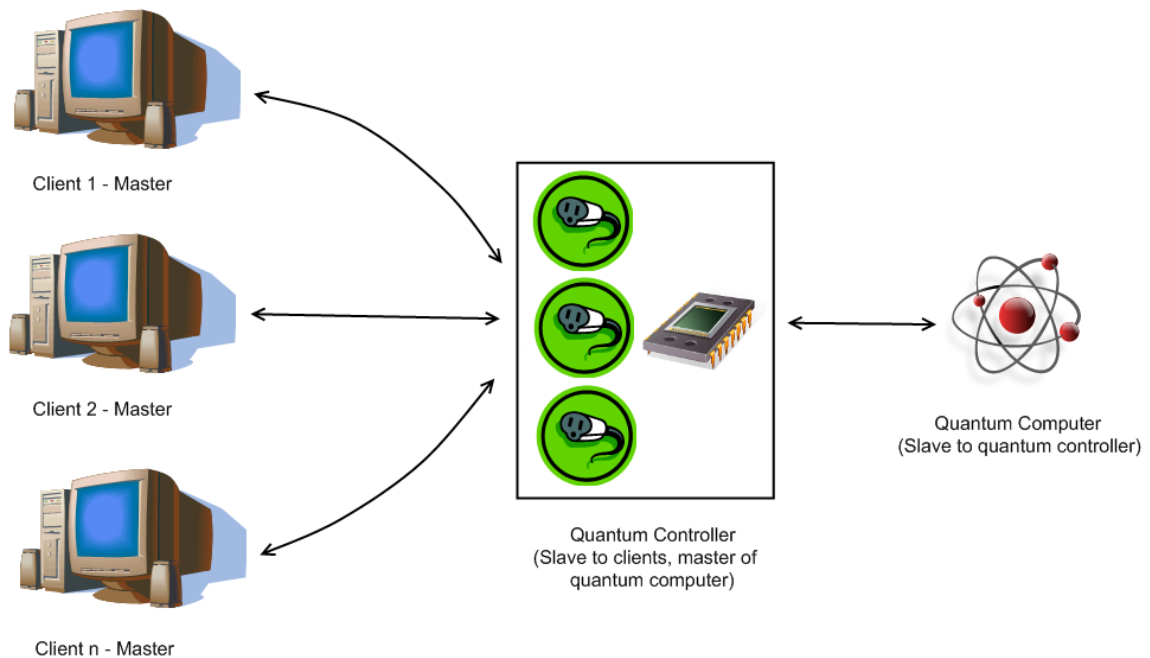 Client 1 - Master
Client 2 - Master
Client n - Master
Quantum Controller
(Slave to clients, master of
quantum computer)
Quantum Computer
(Slave to quantum controller)